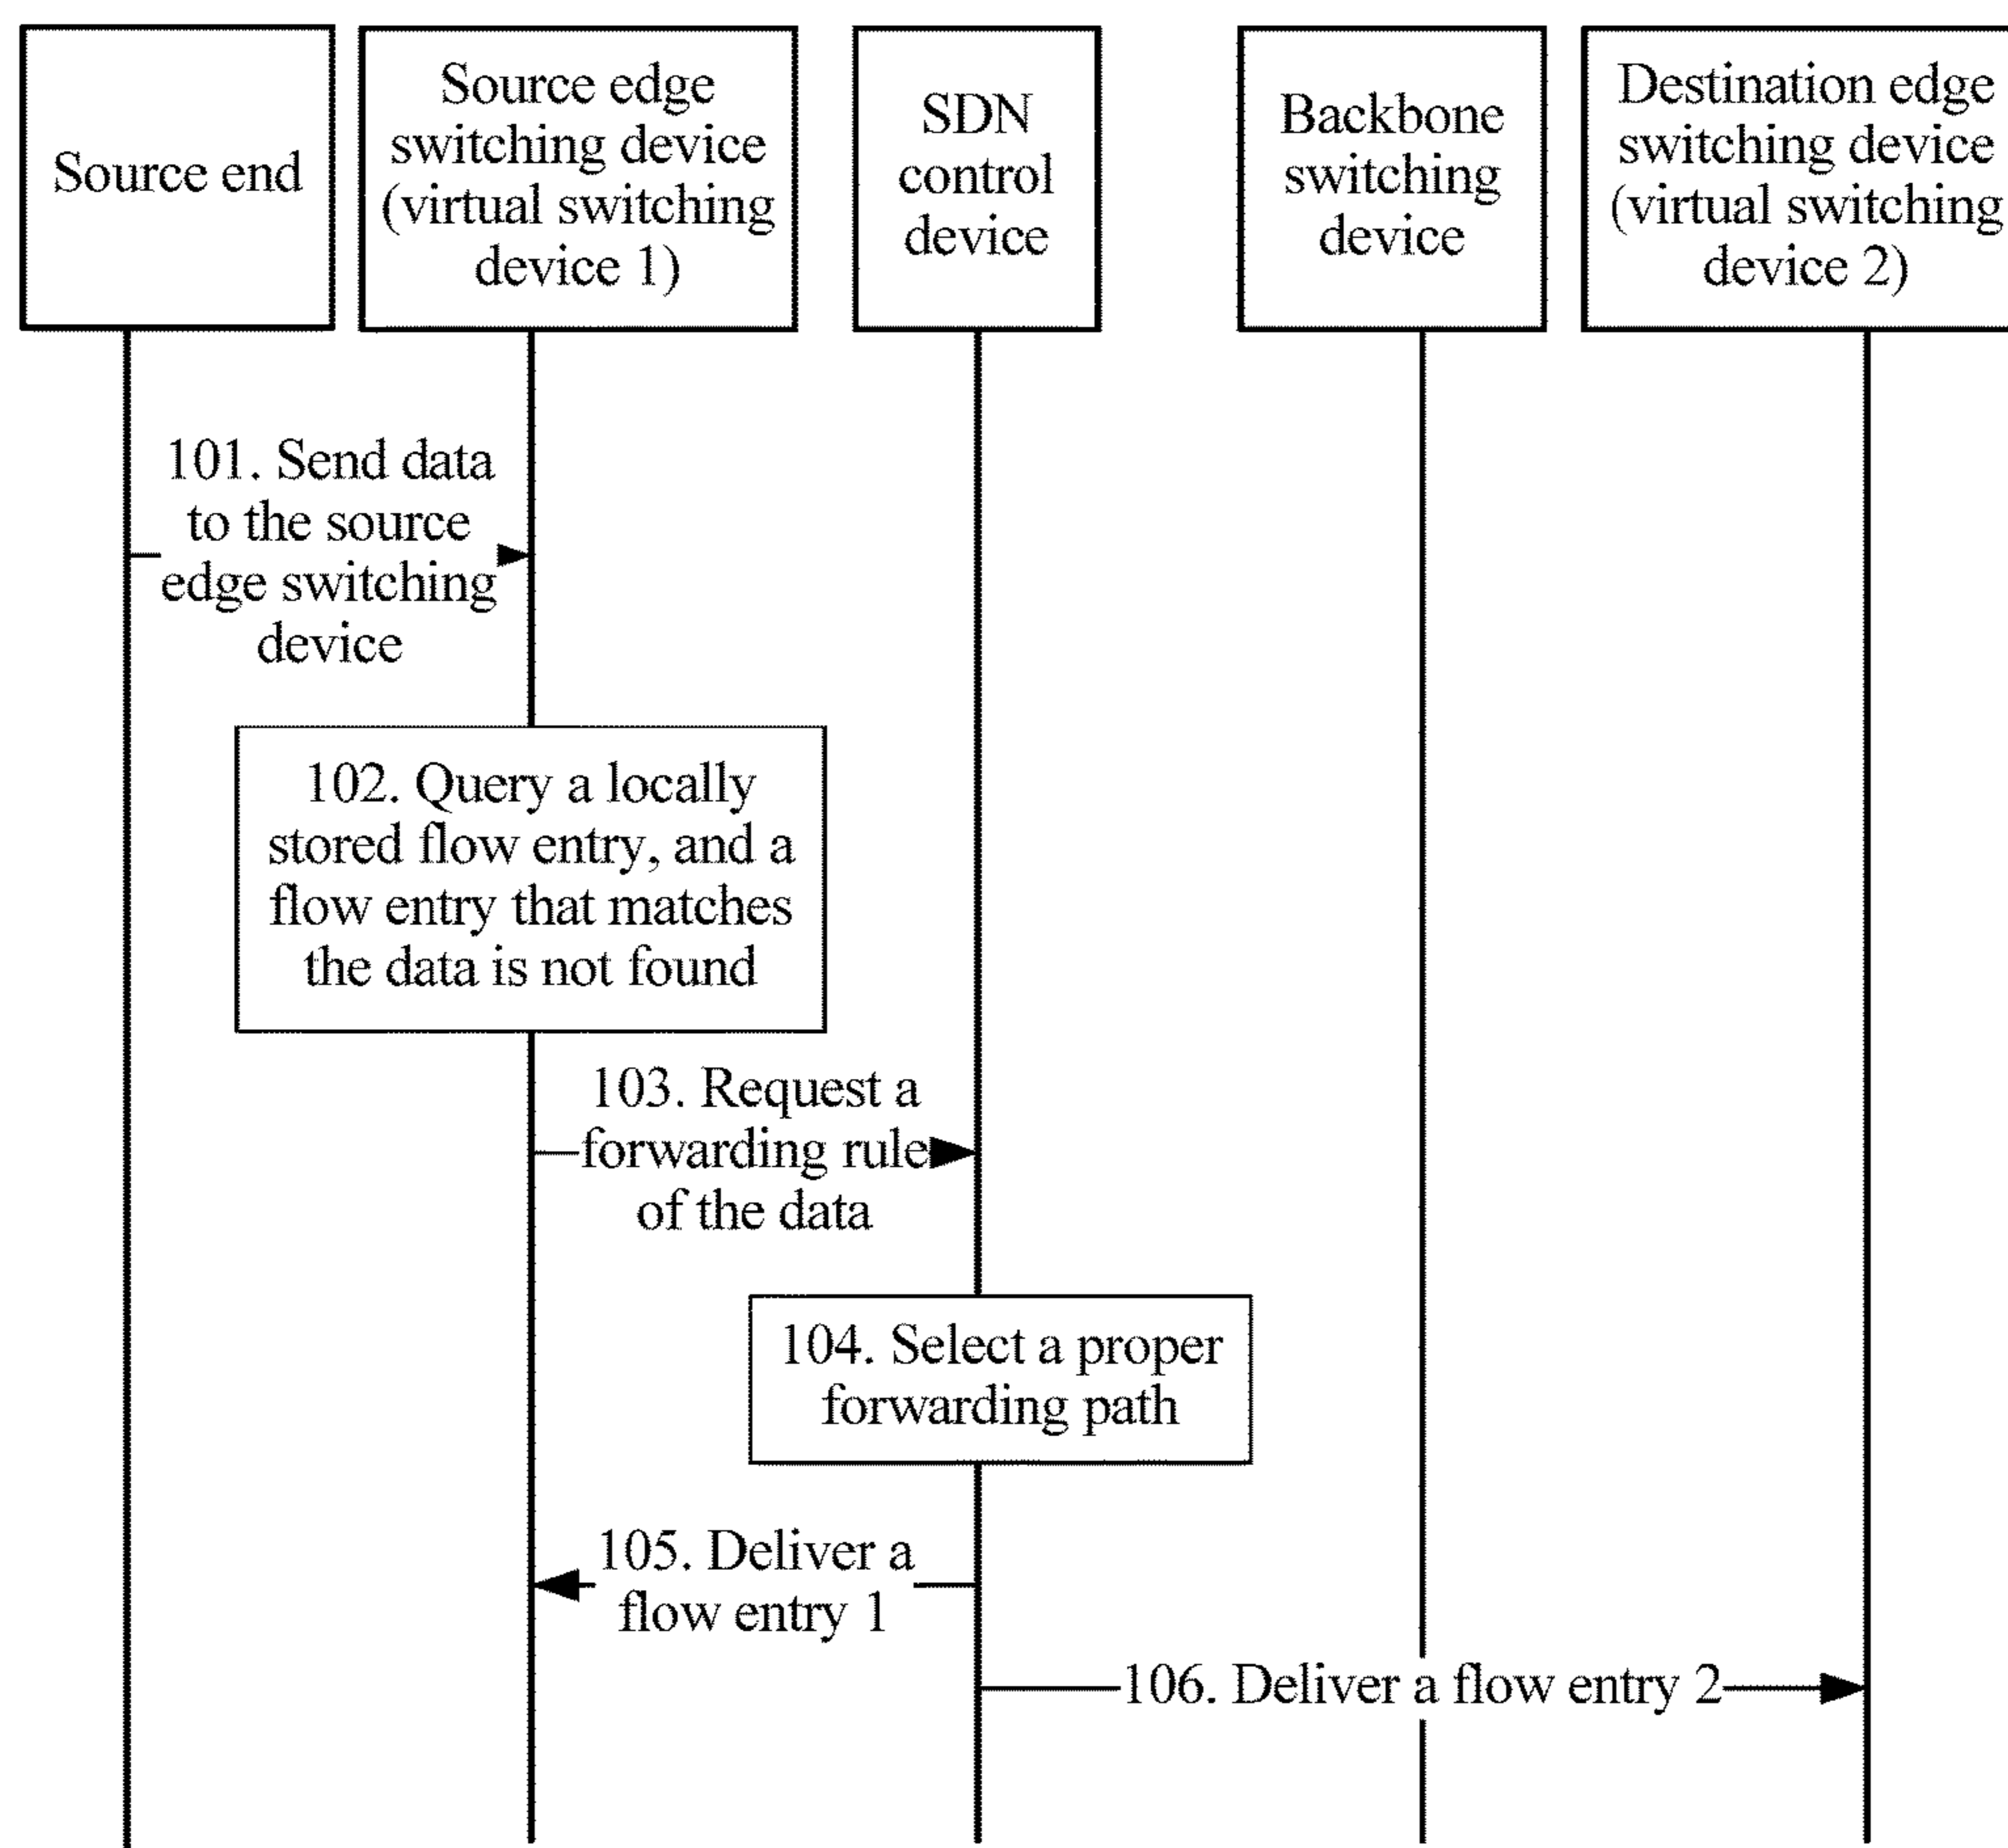 Source end
Source edge
switching device
(virtual switching
device 1)
SDN
control
device
Backbone
switching
device
Destination edge
switching device
(virtual switching
device 2)
101. Send data
to the source
edge switching
device
102. Query a locally
stored flow entry, and a
flow entry that matches
the data is not found
103. Request a
forwarding rule
of the data
104. Select a proper
forwarding path
105. Deliver a
flow entry 1
106. Deliver a flow entry 2